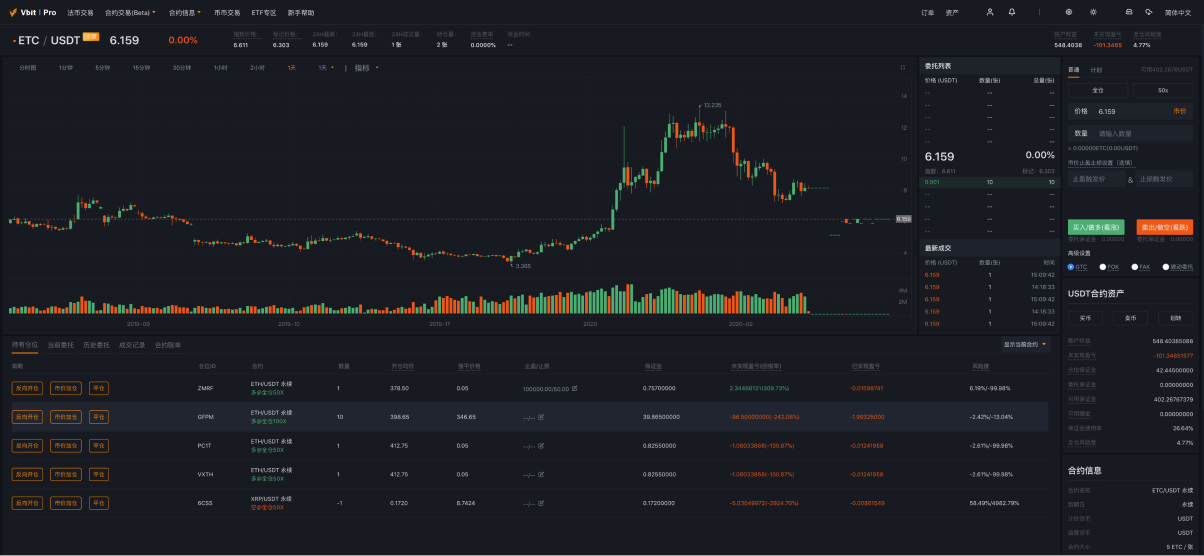 Vbit | Pro 法币交易 合约交易(Beta) 合约信息 币币交易 ETF专区 新手帮助 订单 资产 简体中文
ETC / USDT 永续 6.159 0.00%
指数价格: 标记价格: 24H最高: 24H最低: 24H成交量: 持仓量: 资金费率 资金时间 账户权益 未实现盈亏 全仓风险度
6.611 6.303 6.159 6.159 1 张 2 张 0.0000% -- 548.4038 -101.3465 4.77%
分时图 1分钟 5分钟 15分钟 30分钟 1小时 2小时 1天 1天 | 指标
14
13.235
12
10
8
6.159
4
3.365
4M
2M
2019-09 2019-10 2019-11 2020 2020-02
委托列表
价格 (USDT) 数量(张) 总量(张)
-- -- --
-- -- --
-- -- --
-- -- --
-- -- --
6.159 0.00%
指数: 6.611 标记: 6.303
6.001 10 10
-- -- --
-- -- --
-- -- --
-- -- --
最新成交
价格 (USDT) 数量(张) 时间
6.159 1 15:09:42
6.159 1 14:18:33
6.159 1 15:09:42
6.159 1 14:18:33
6.159 1 15:09:42
普通 计划 可用402.2676USDT
全仓 50x
价格 6.159 市价
数量 请输入数量
≈ 0.00000ETC(0.00USDT)
市价止盈止损设置（选填）
止盈触发价 & 止损触发价
买入/做多(看涨) 卖出/做空(看跌)
委托保证金 0.00000 委托保证金 0.00000
高级设置
GTC FOK FAK 被动委托
USDT合约资产
买币 卖币 划转
账户权益 548.40385088
未实现盈亏 -101.34651577
仓位保证金 42.44500000
委托保证金 0.00000000
可用保证金 402.26767379
可用赠金 0.00000000
保证金使用率 26.64%
全仓风险度 4.77%
合约信息
合约名称 ETC/USDT 永续
到期日 永续
计价货币 USDT
结算货币 USDT
合约大小 5 ETC / 张
持有仓位 当前委托 历史委托 成交记录 合约账单 显示当前合约
策略 仓位ID 合约 数量 开仓均价 强平价格 止盈/止损 保证金 未实现盈亏(回报率) 已实现盈亏 风险度
反向开仓 市价加仓 平仓 ZMRF ETH/USDT 永续 1 378.50 0.05 100000.00/50.00 0.75700000 2.34466131(309.73%) -0.01598741 6.19%/-99.98%
多@全仓50X
反向开仓 市价加仓 平仓 GFPM ETH/USDT 永续 10 398.65 346.65 --/-- 39.86500000 -96.50000000(-242.06%) -7.99325000 -2.42%/-13.04%
多@全仓100X
反向开仓 市价加仓 平仓 PC1T ETH/USDT 永续 1 412.75 0.05 --/-- 0.82550000 -1.08033868(-130.87%) -0.01241958 -2.61%/-99.98%
多@全仓50X
反向开仓 市价加仓 平仓 VXTH ETH/USDT 永续 1 412.75 0.05 --/-- 0.82550000 -1.08033868(-130.87%) -0.01241958 -2.61%/-99.98%
多@全仓50X
反向开仓 市价加仓 平仓 6CSS XRP/USDT 永续 -1 0.1720 8.7424 --/-- 0.17200000 -5.03049972(-2924.70%) -0.00861649 58.49%/4982.79%
空@全仓50X